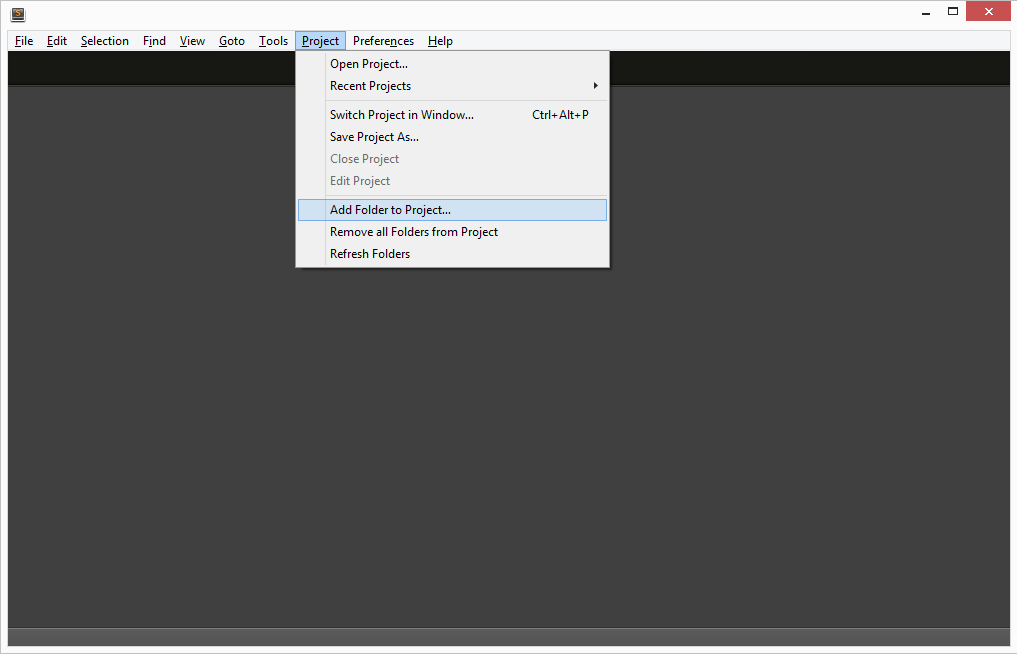 File Edit Selection Find View Goto Tools Project Preferences Help
Open Project...
Recent Projects
Switch Project in Window... Ctrl+Alt+P
Save Project As...
Close Project
Edit Project
Add Folder to Project...
Remove all Folders from Project
Refresh Folders